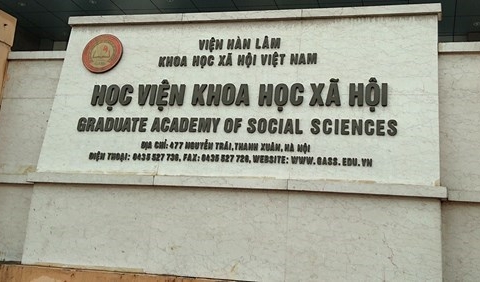 VIỆN HÀN LÂM
KHOA HỌC XÃ HỘI VIỆT NAM
HỌC VIỆN KHOA HỌC XÃ HỘI
GRADUATE ACADEMY OF SOCIAL SCIENCES
ĐỊA CHỈ: 477 NGUYỄN TRÃI, THANH XUÂN, HÀ NỘI
ĐIỆN THOẠI: 0435 527 736, FAX: 0435 527 726, WEBSITE: WWW.GASS.EDU.VN